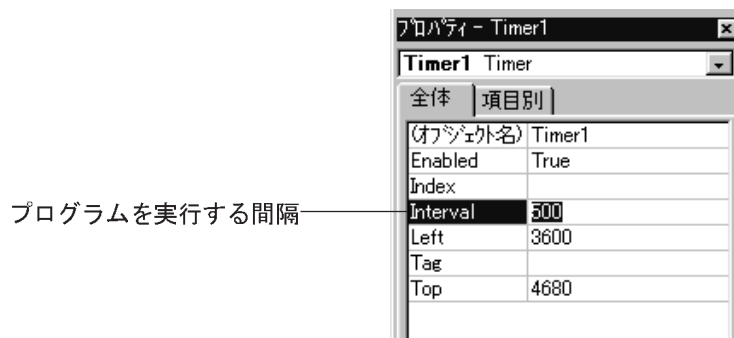 プロパティ - Timer1
Timer1 Timer
全体 項目別
(オブジェクト名) Timer1
Enabled True
Index
プログラムを実行する間隔
Interval 500
Left 3600
Tag
Top 4680